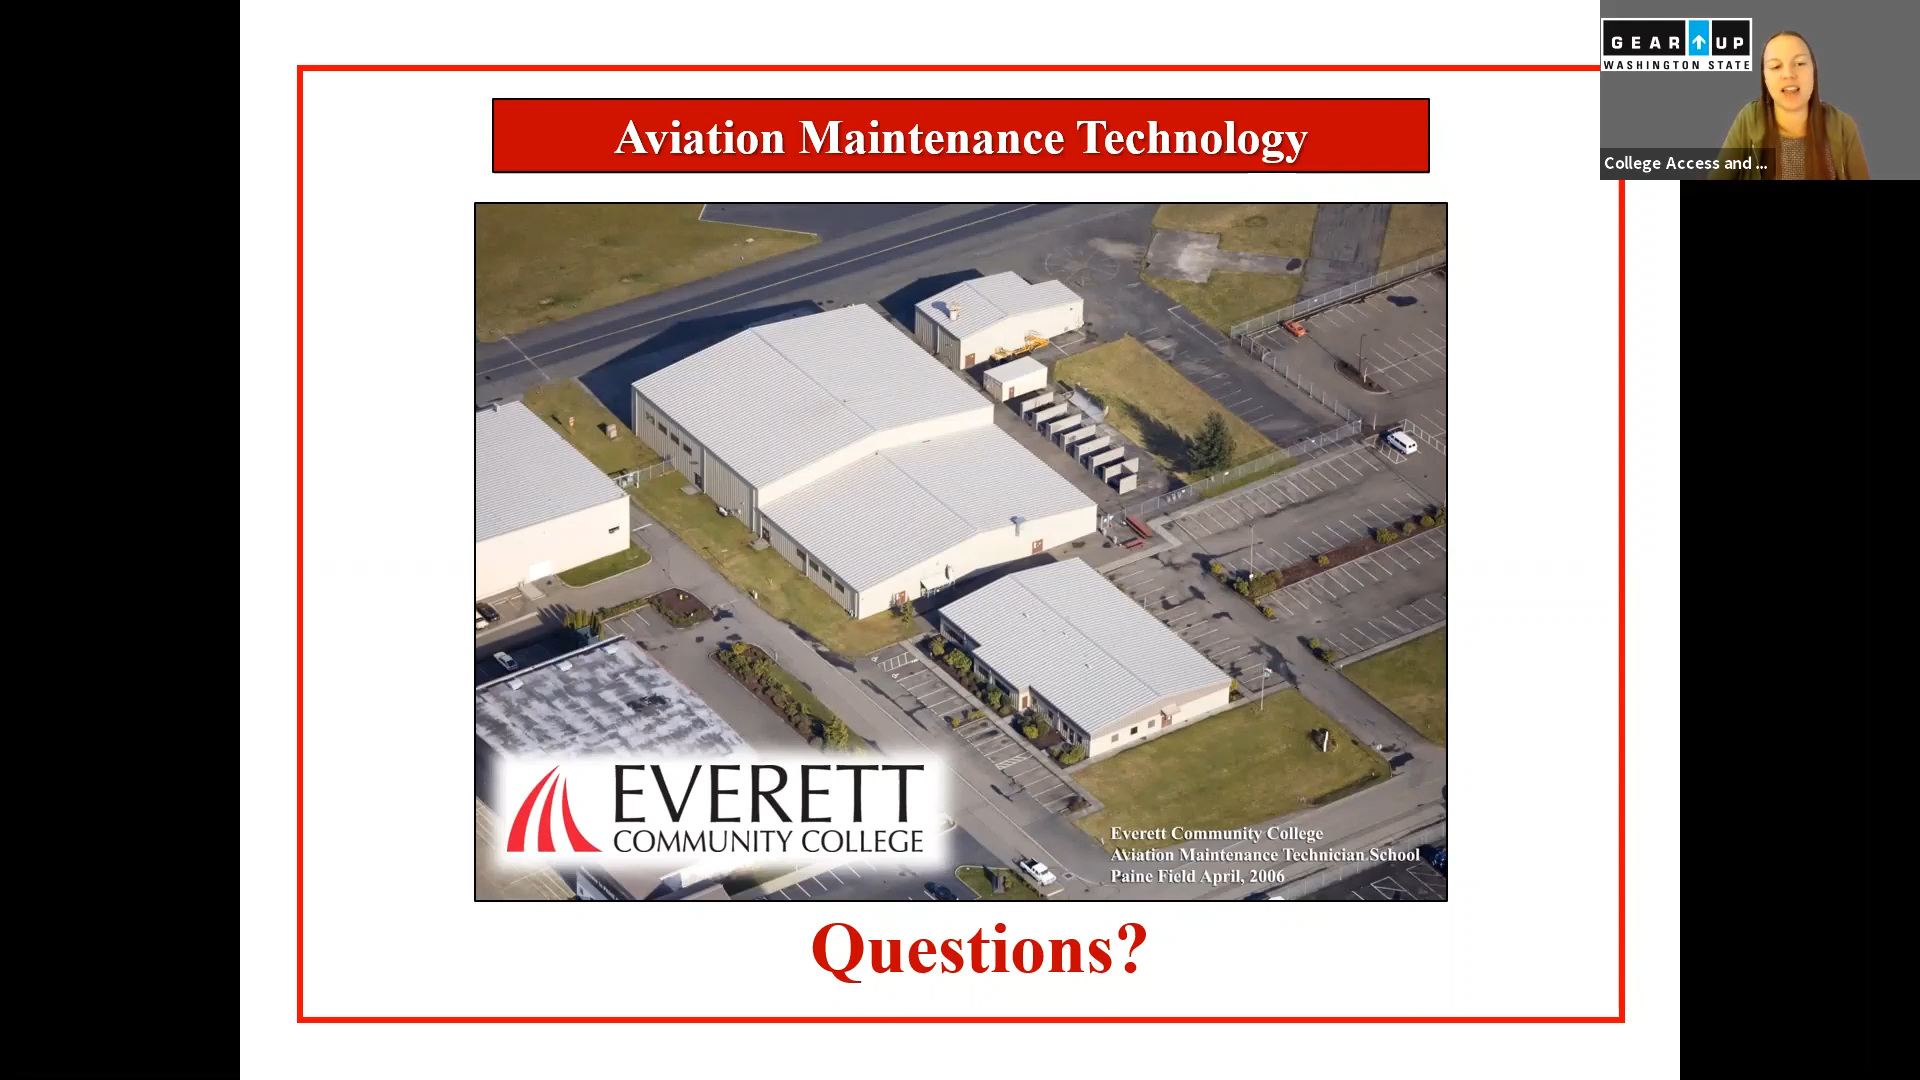 GEAR UP
WASHINGTON STATE
College Access and ...
Aviation Maintenance Technology
EVERETT
COMMUNITY COLLEGE
Everett Community College
Aviation Maintenance Technician School
Paine Field April, 2006
Questions?